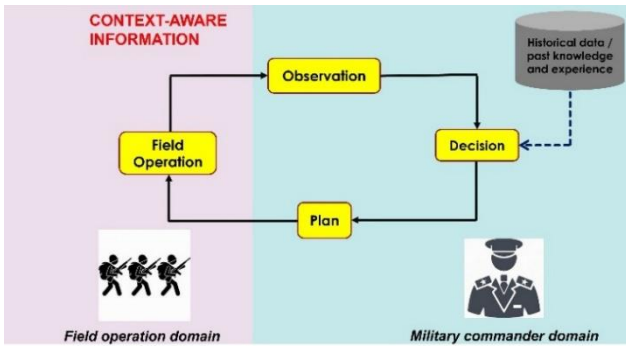 CONTEXT-AWARE
INFORMATION
Historical data /
past knowledge
and experience
Observation
Field
Operation
Decision
Plan
Field operation domain
Military commander domain